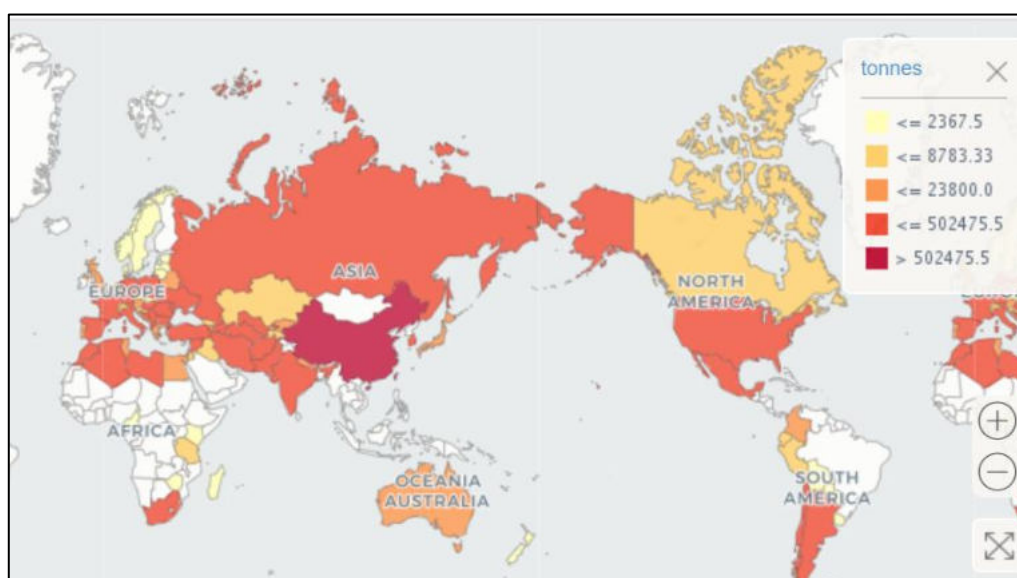 tonnes
<= 2367.5
<= 8783.33
<= 23800.0
<= 502475.5
> 502475.5
ASIA
EUROPE
NORTH
AMERICA
AFRICA
OCEANIA
AUSTRALIA
SOUTH
AMERICA